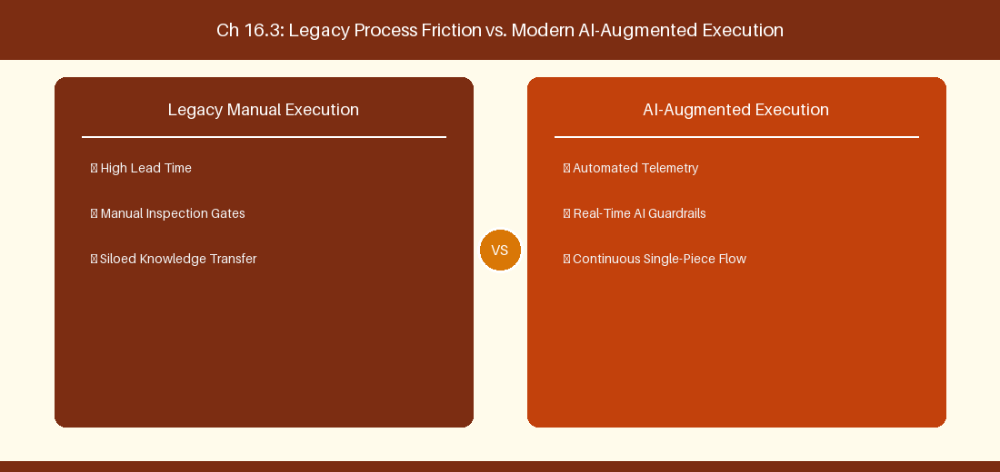 Ch 16.3: Legacy Process Friction vs. Modern AI-Augmented Execution
Legacy Manual Execution
High Lead Time
Manual Inspection Gates
Siloed Knowledge Transfer
VS
AI-Augmented Execution
Automated Telemetry
Real-Time AI Guardrails
Continuous Single-Piece Flow